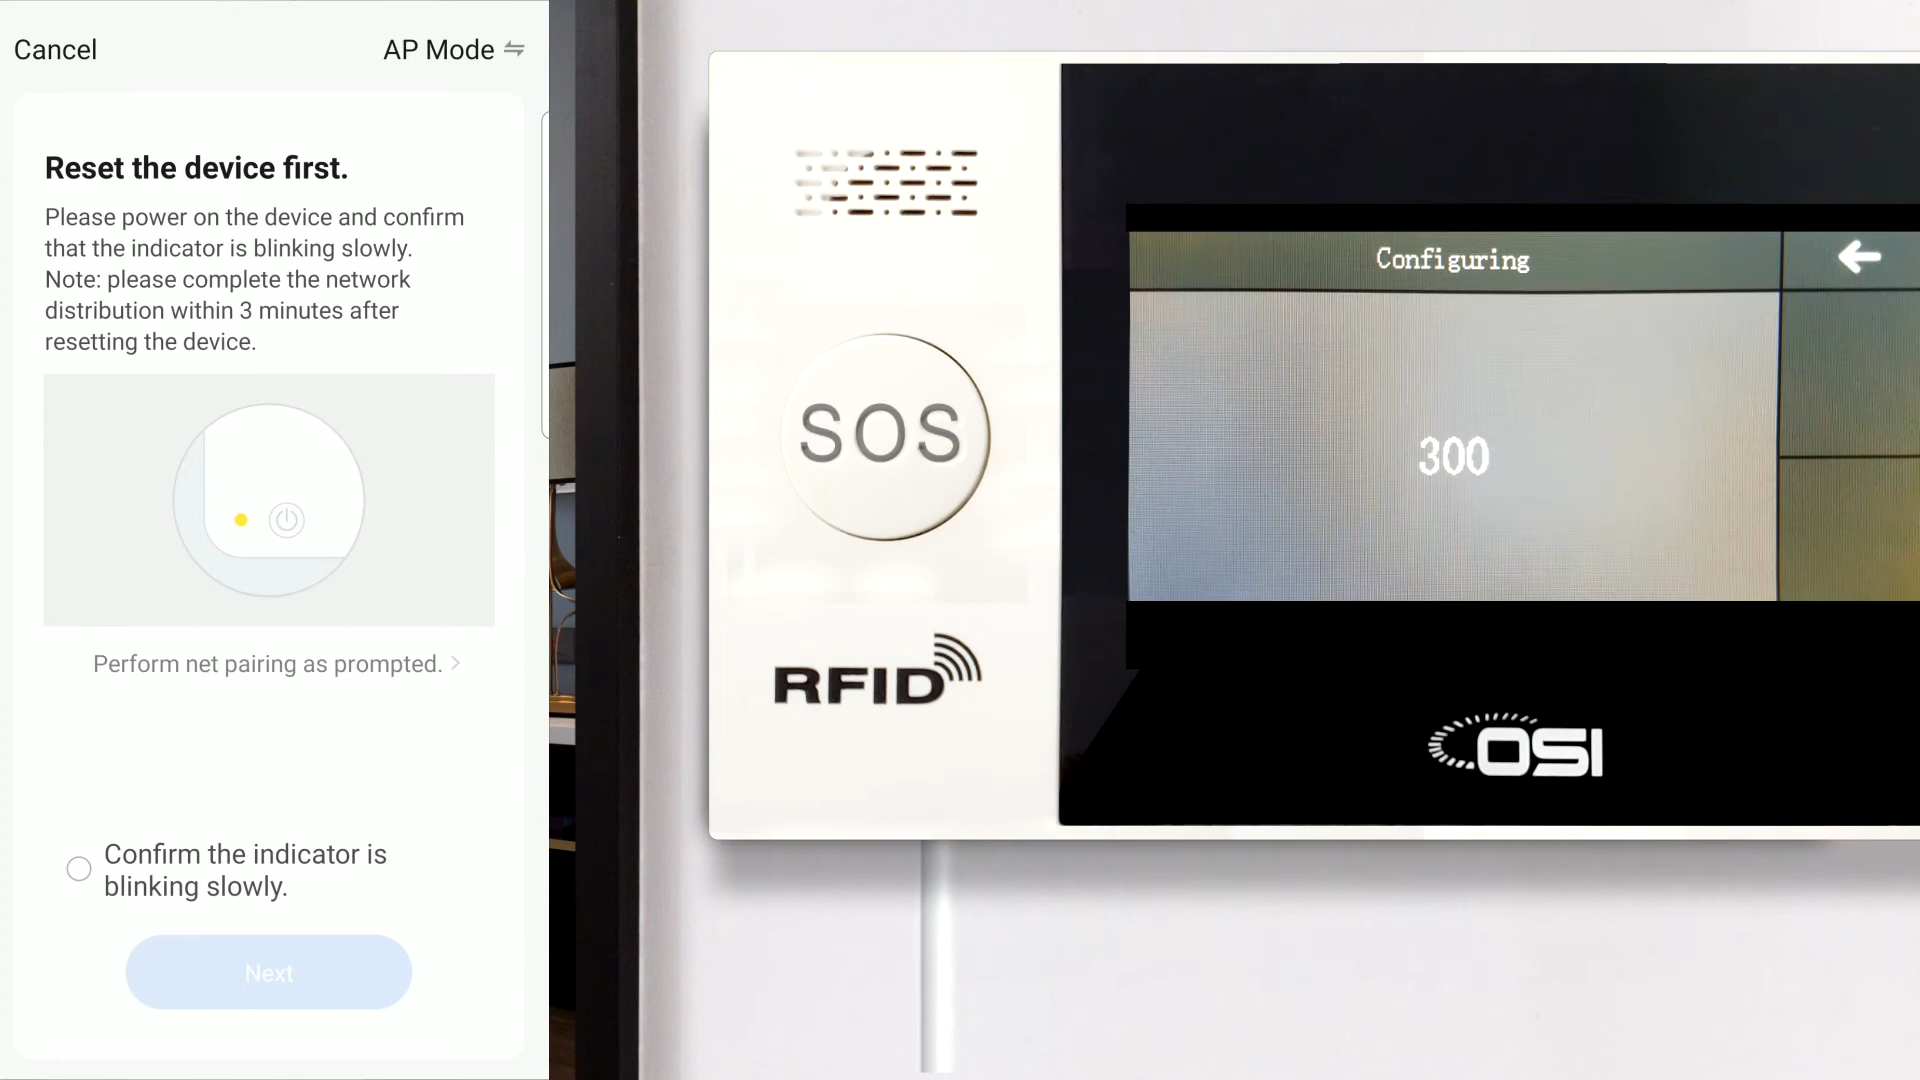 Cancel
AP Mode
Reset the device first.
Please power on the device and confirm
that the indicator is blinking slowly.
Note: please complete the network
distribution within 3 minutes after
resetting the device.
Perform net pairing as prompted.
Confirm the indicator is
blinking slowly.
Next
SOS
RFID
Configuring
300
OSI